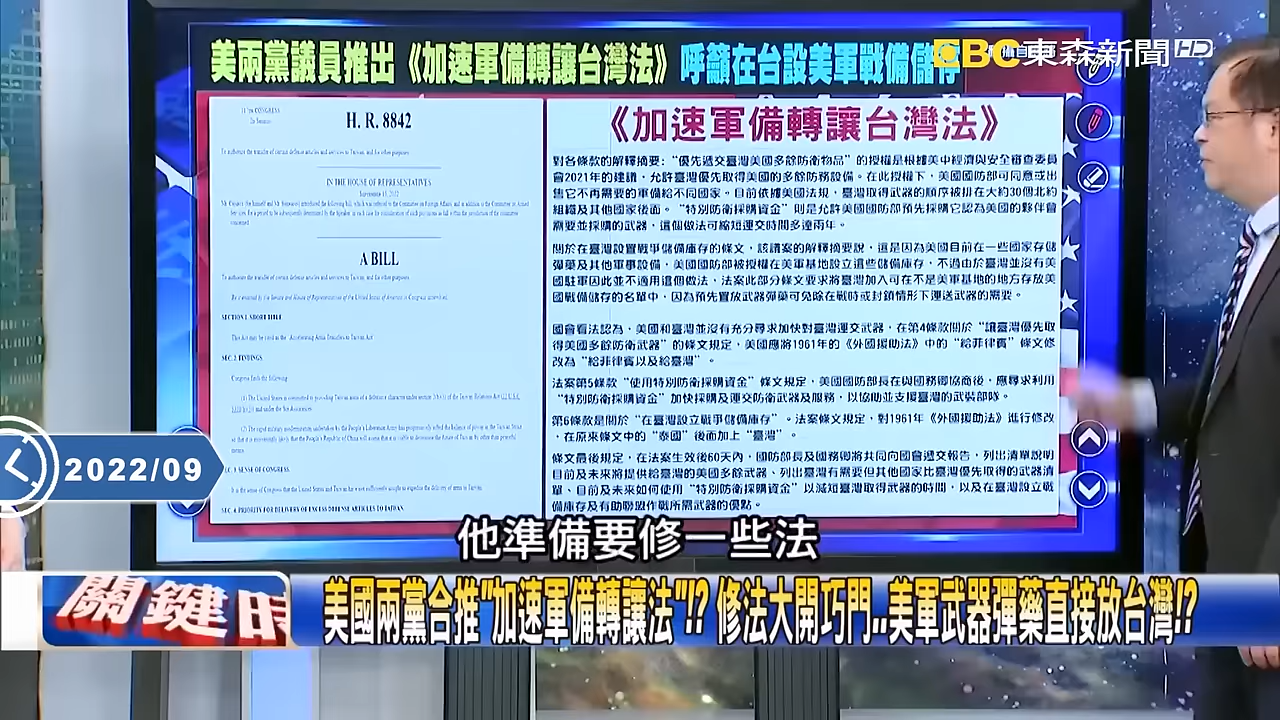 美兩黨議員推出《加速軍備轉讓台灣法》呼籲在台設美軍戰備儲
EBC東森新聞HD
H. R. 8842
IN THE HOUSE OF REPRESENTATIVES
A BILL
SECTION 1. SHORT TITLE
SEC. 2. FINDINGS
Congress finds the following:
SEC. 3. SENSE OF CONGRESS
SEC. 4. PRIORITY FOR DELIVERY OF EXCESS DEFENSE ARTICLES TO TAIWAN
《加速軍備轉讓台灣法》
對各條款的解釋摘要:“優先遞交臺灣美國多餘防衛物品”的授權是根據美中經濟與安全審查委員
會2021年的建議,允許臺灣優先取得美國的多餘防務設備。在此授權下,美國國防部可同意或出
售它不再需要的軍備給不同國家。目前依據美國法規,臺灣取得武器的順序被排在大約30個北約
組織及其他國家後面。“特別防衛採購資金”則是允許美國國防部預先採購它認為美國的夥伴會
需要並採購的武器,這個做法可縮短運交時間多達兩年。
關於在臺灣設置戰爭儲備庫存的條文,該議案的解釋摘要說,這是因為美國目前在一些國家存儲
彈藥及其他軍事設備,美國國防部被授權在美軍基地設立這些儲備庫存,不過由於臺灣並沒有美
國駐軍因此並不適用這個做法,法案此部分條文要求將臺灣加入可在不是美軍基地的地方存放美
國戰備儲存的名單中,因為預先置放武器彈藥可免除在戰時或封鎖情形下運送武器的需要。
國會看法認為,美國和臺灣並沒有充分尋求加快對臺灣運交武器,在第4條款關於“讓臺灣優先取
得美國多餘防衛武器”的條文規定,美國應將1961年的《外國援助法》中的“給菲律賓”條文修
改為“給菲律賓以及給臺灣”。
法案第5條款“使用特別防衛採購資金”條文規定,美國國防部長在與國務卿協商後,應尋求利用
“特別防衛採購資金”加快採購及運交防衛武器及服務,以協助並支援臺灣的武裝部隊。
第6條款是關於“在臺灣設立戰爭儲備庫存”。法案條文規定,對1961年《外國援助法》進行修改
,在原來條文中的“泰國”後面加上“臺灣”。
條文最後規定,在法案生效後60天內,國防部長及國務卿將共同向國會遞交報告,列出清單說明
目前及未來將提供給臺灣的美國多餘武器、列出臺灣有需要但其他國家比臺灣優先取得的武器清
單、目前及未來如何使用“特別防衛採購資金”以減短臺灣取得武器的時間,以及在臺灣設立戰
備庫存及有助聯盟作戰所需武器的優點。
2022/09
他準備要修一些法
關鍵時
美國兩黨合推"加速軍備轉讓法"!?修法大開巧門..美軍武器彈藥直接放台灣!?